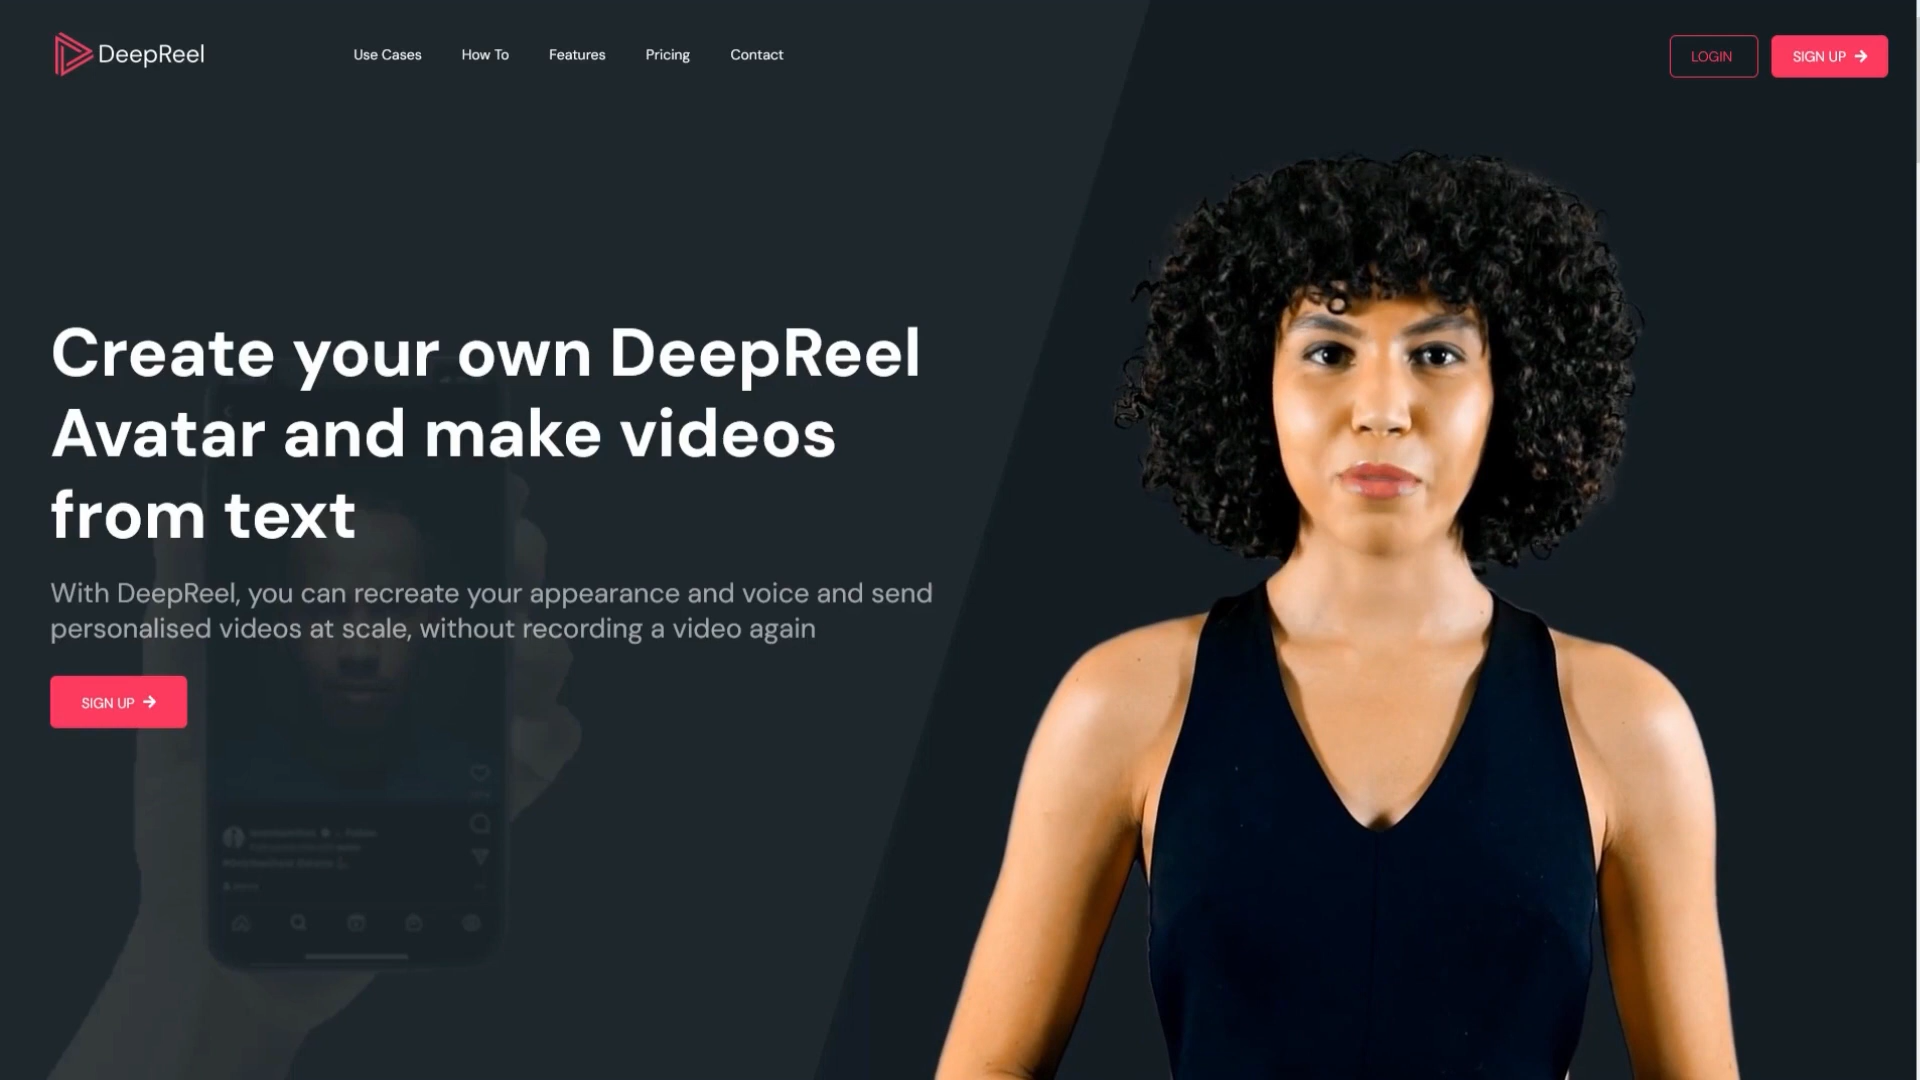 DeepReel
Use Cases
How To
Features
Pricing
Contact
LOGIN
SIGN UP
Create your own DeepReel
Avatar and make videos
from text
With DeepReel, you can recreate your appearance and voice and send
personalised videos at scale, without recording a video again
SIGN UP